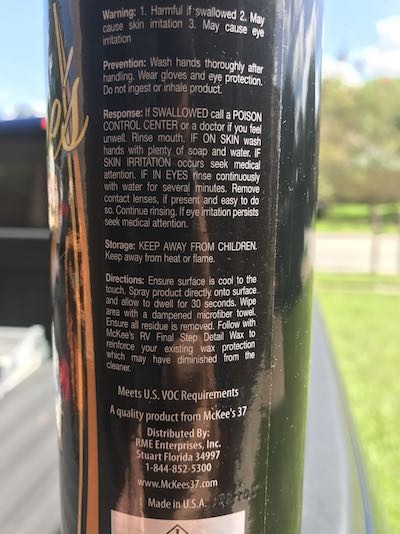 Warning: 1. Harmful if swallowed 2. May
cause skin irritation 3. May cause eye
irritation
Prevention: Wash hands thoroughly after
handling. Wear gloves and eye protection.
Do not ingest or inhale product.
Response: If SWALLOWED call a POISON
CONTROL CENTER or a doctor if you feel
unwell. Rinse mouth. IF ON SKIN wash
hands with plenty of soap and water. IF
SKIN IRRITATION occurs seek medical
attention. IF IN EYES rinse continuously
with water for several minutes. Remove
contact lenses, if present and easy to do
so. Continue rinsing. If eye irritation persists
seek medical attention.
Storage: KEEP AWAY FROM CHILDREN.
Keep away from heat or flame.
Directions: Ensure surface is cool to the
touch. Spray product directly onto surface
and allow to dwell for 30 seconds. Wipe
area with a dampened microfiber towel.
Ensure all residue is removed. Follow with
McKee's RV Final Step Detail Wax to
reinforce your existing wax protection
which may have diminished from the
cleaner.
Meets U.S. VOC Requirements
A quality product from McKee's 37
Distributed By:
RME Enterprises, Inc.
Stuart Florida 34997
1-844-852-5300
www.McKees37.com
Made in U.S.A.
e's